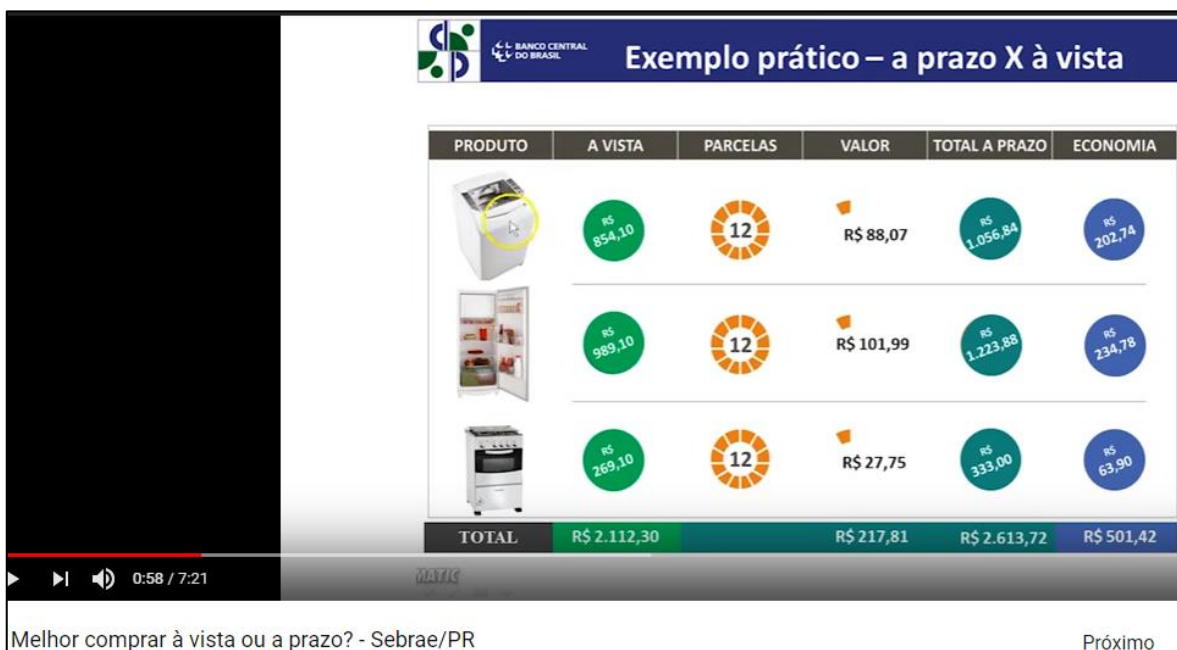 BANCO CENTRAL
DO BRASIL
Exemplo prático – a prazo X à vista
PRODUTO A VISTA PARCELAS VALOR TOTAL A PRAZO ECONOMIA
R$ 854,10 12 R$ 88,07 R$ 1.056,84 R$ 202,74
R$ 989,10 12 R$ 101,99 R$ 1.223,88 R$ 234,78
R$ 269,10 12 R$ 27,75 R$ 333,00 R$ 63,90
TOTAL R$ 2.112,30 R$ 217,81 R$ 2.613,72 R$ 501,42
0:58 / 7:21
MATIC
Melhor comprar à vista ou a prazo? - Sebrae/PR
Próximo